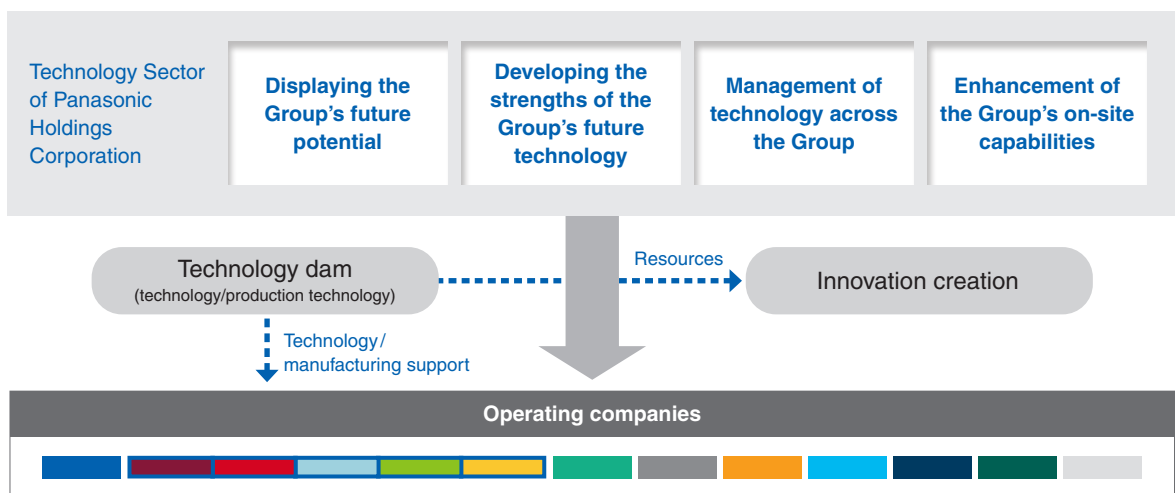 Technology Sector
of Panasonic
Holdings
Corporation
Displaying the
Group’s future
potential
Developing the
strengths of the
Group’s future
technology
Management of
technology across
the Group
Enhancement of
the Group’s on-site
capabilities
Technology dam
(technology/production technology)
Resources
Innovation creation
Technology/
manufacturing support
Operating companies